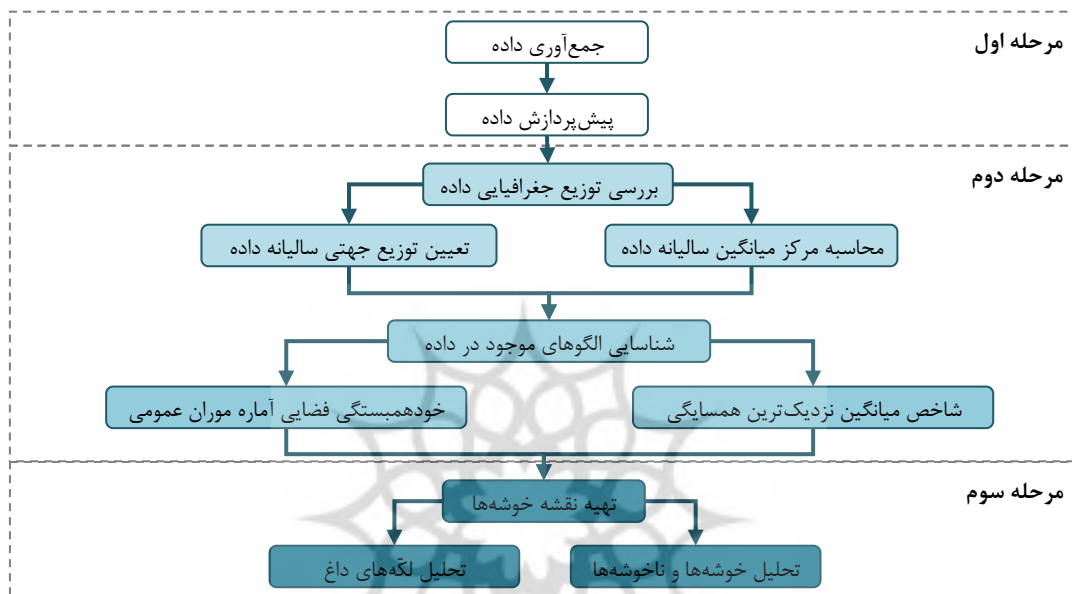 مرحله اول
جمع‌آوری داده
پیش‌پردازش داده
مرحله دوم
بررسی توزیع جغرافیایی داده
محاسبه مرکز میانگین سالیانه داده
تعیین توزیع جهتی سالیانه داده
شناسایی الگوهای موجود در داده
شاخص میانگین نزدیک‌ترین همسایگی
خودهمبستگی فضایی آماره موران عمومی
مرحله سوم
تهیه نقشه خوشه‌ها
تحلیل خوشه‌ها و ناخوشه‌ها
تحلیل لکّه‌های داغ